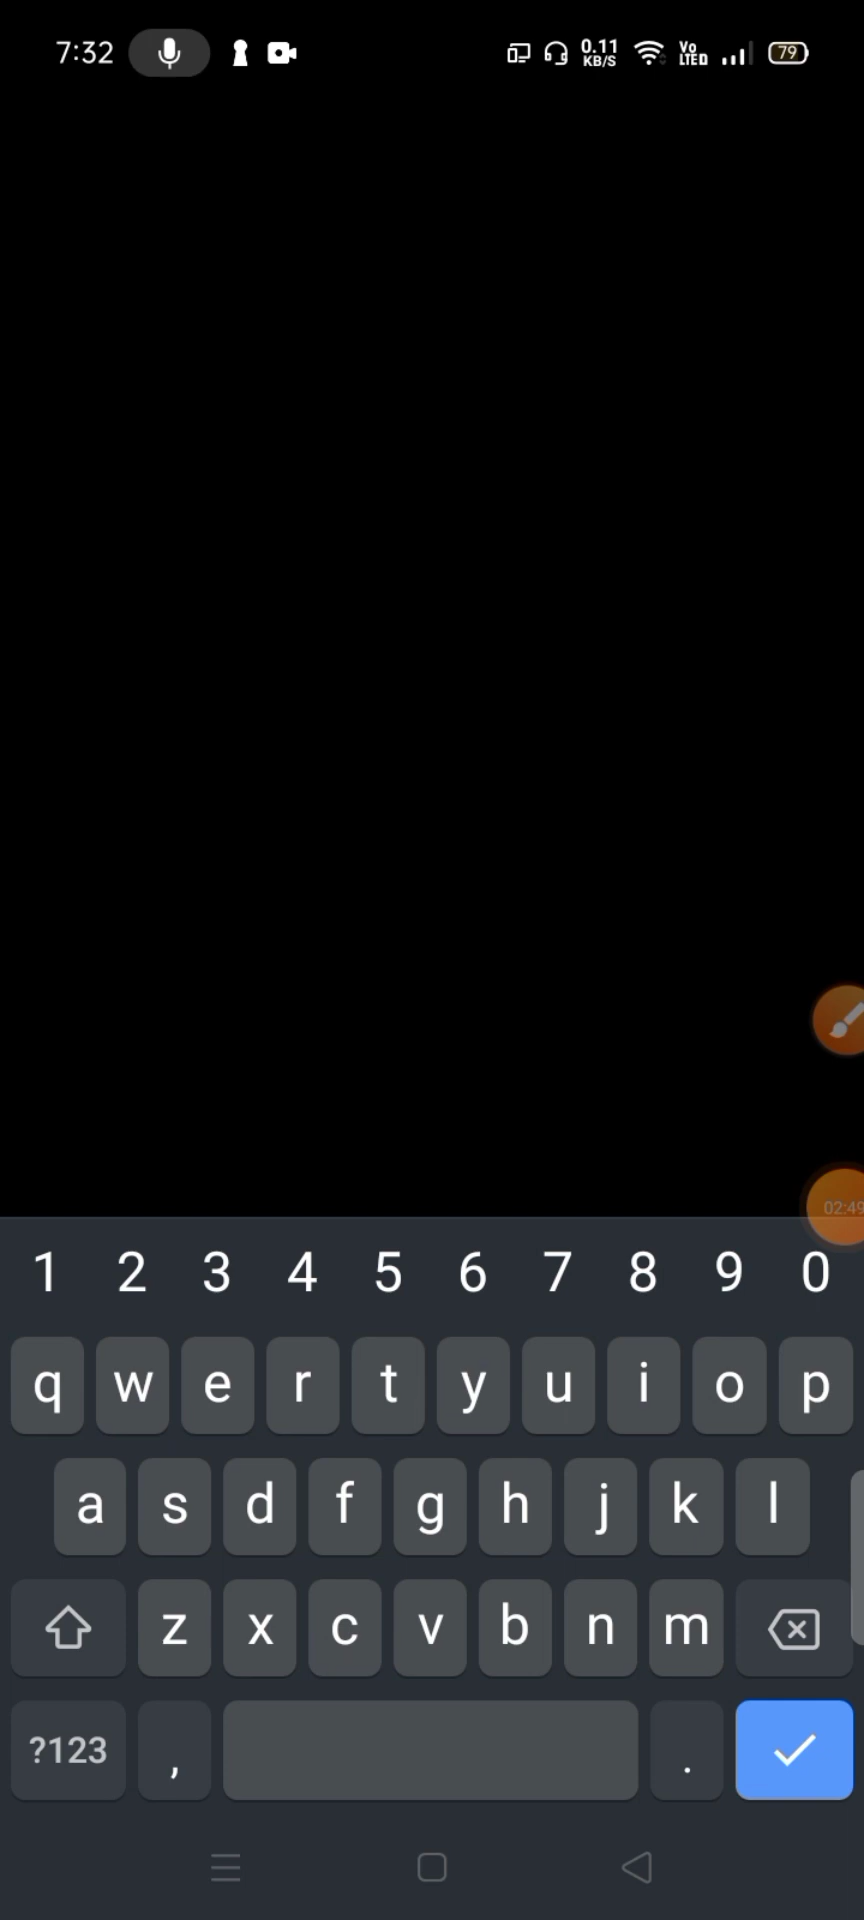 7:32 0.11 KB/S Vo LTE D 79
02:49
1 2 3 4 5 6 7 8 9 0
q w e r t y u i o p
a s d f g h j k l
z x c v b n m
?123 , .